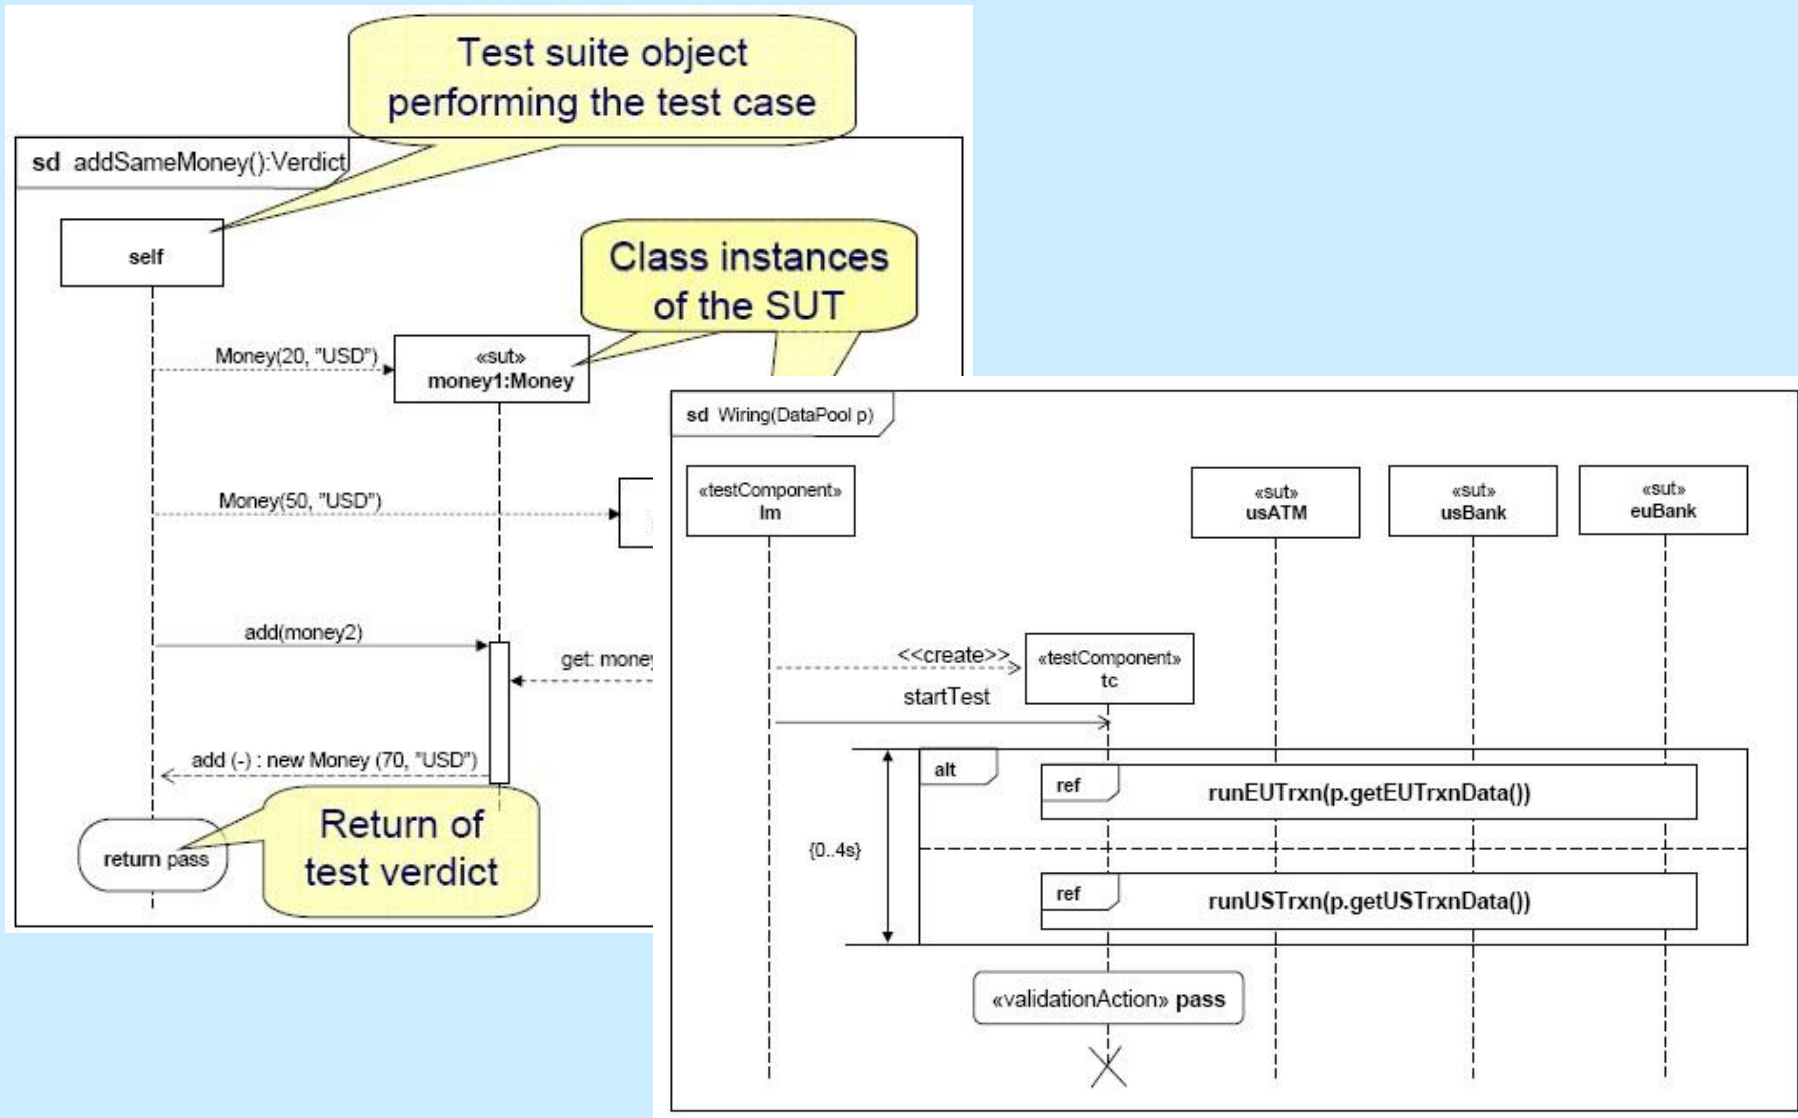 Test suite object
performing the test case
sd addSameMoney():Verdict
self
Class instances
of the SUT
Money(20, "USD")
«sut»
money1:Money
Money(50, "USD")
add(money2)
get: money
add (-) : new Money (70, "USD")
Return of
test verdict
return pass
sd Wiring(DataPool p)
«testComponent»
lm
«sut»
usATM
«sut»
usBank
«sut»
euBank
<<create>>
«testComponent»
tc
startTest
alt
ref
runEUTrxn(p.getEUTrxnData())
{0..4s}
ref
runUSTrxn(p.getUSTrxnData())
«validationAction» pass